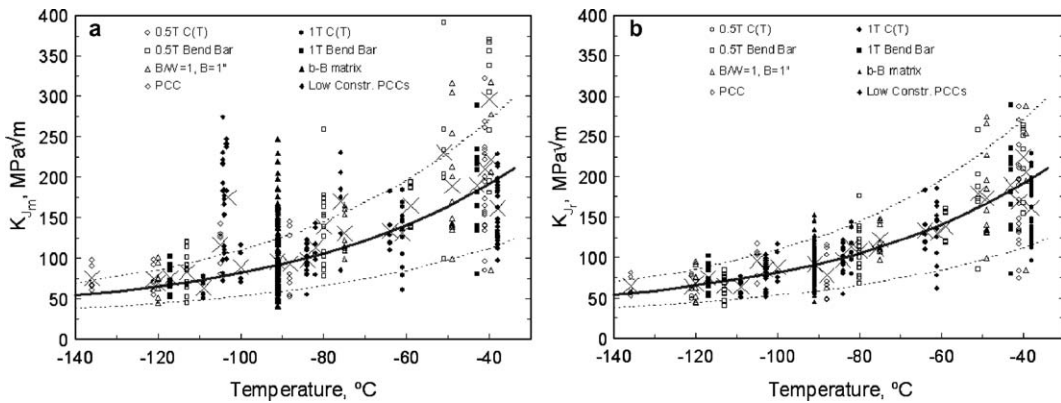 a
0.5T C(T)
1T C(T)
0.5T Bend Bar
1T Bend Bar
B/W=1, B=1"
b-B matrix
PCC
Low Constr. PCCs
400
350
300
250
200
150
100
50
0
K_Jm, MPa√m
-140
-120
-100
-80
-60
-40
Temperature, ºC
b
0.5T C(T)
1T C(T)
0.5T Bend Bar
1T Bend Bar
B/W=1, B=1"
b-B matrix
PCC
Low Constr. PCCs
400
350
300
250
200
150
100
50
0
K_Jr, MPa√m
-140
-120
-100
-80
-60
-40
Temperature, ºC